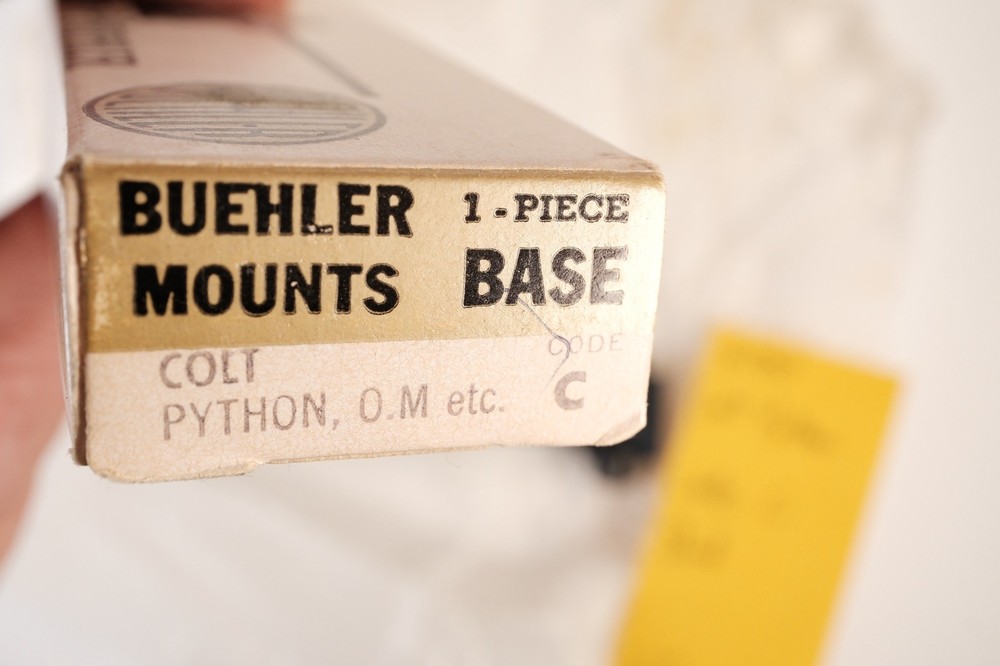 BUEHLER
MOUNTS
1-PIECE
BASE
CODE
C
COLT
PYTHON, O.M etc.